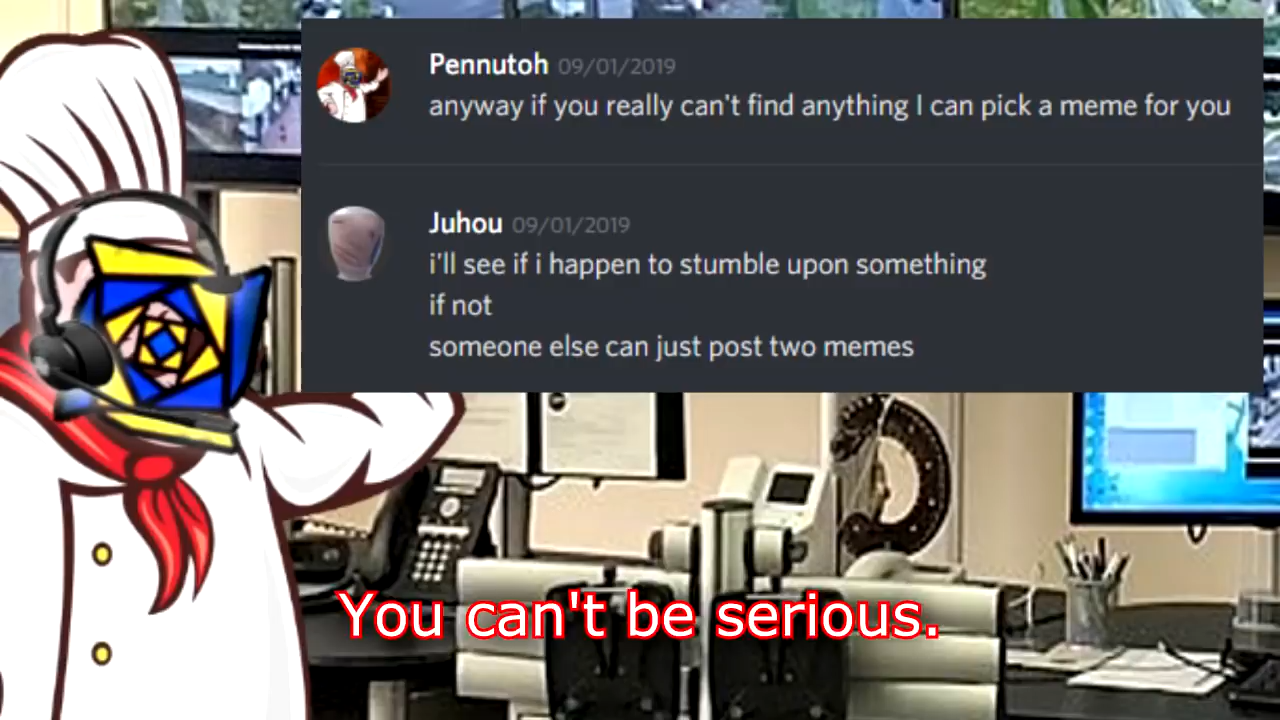 Pennutoh 09/01/2019
anyway if you really can't find anything I can pick a meme for you
Juhou 09/01/2019
i'll see if i happen to stumble upon something
if not
someone else can just post two memes
You can't be serious.